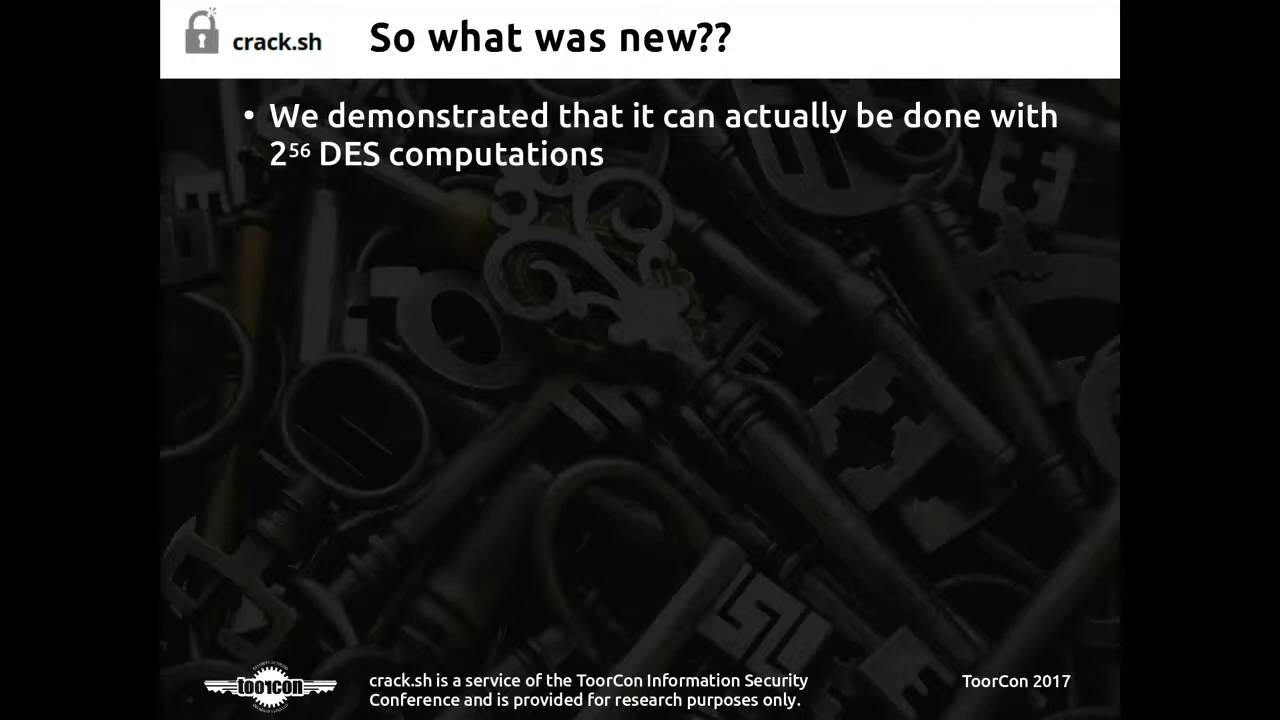 crack.sh
So what was new??
• We demonstrated that it can actually be done with
2⁵⁶ DES computations
toorcon
crack.sh is a service of the ToorCon Information Security
Conference and is provided for research purposes only.
ToorCon 2017